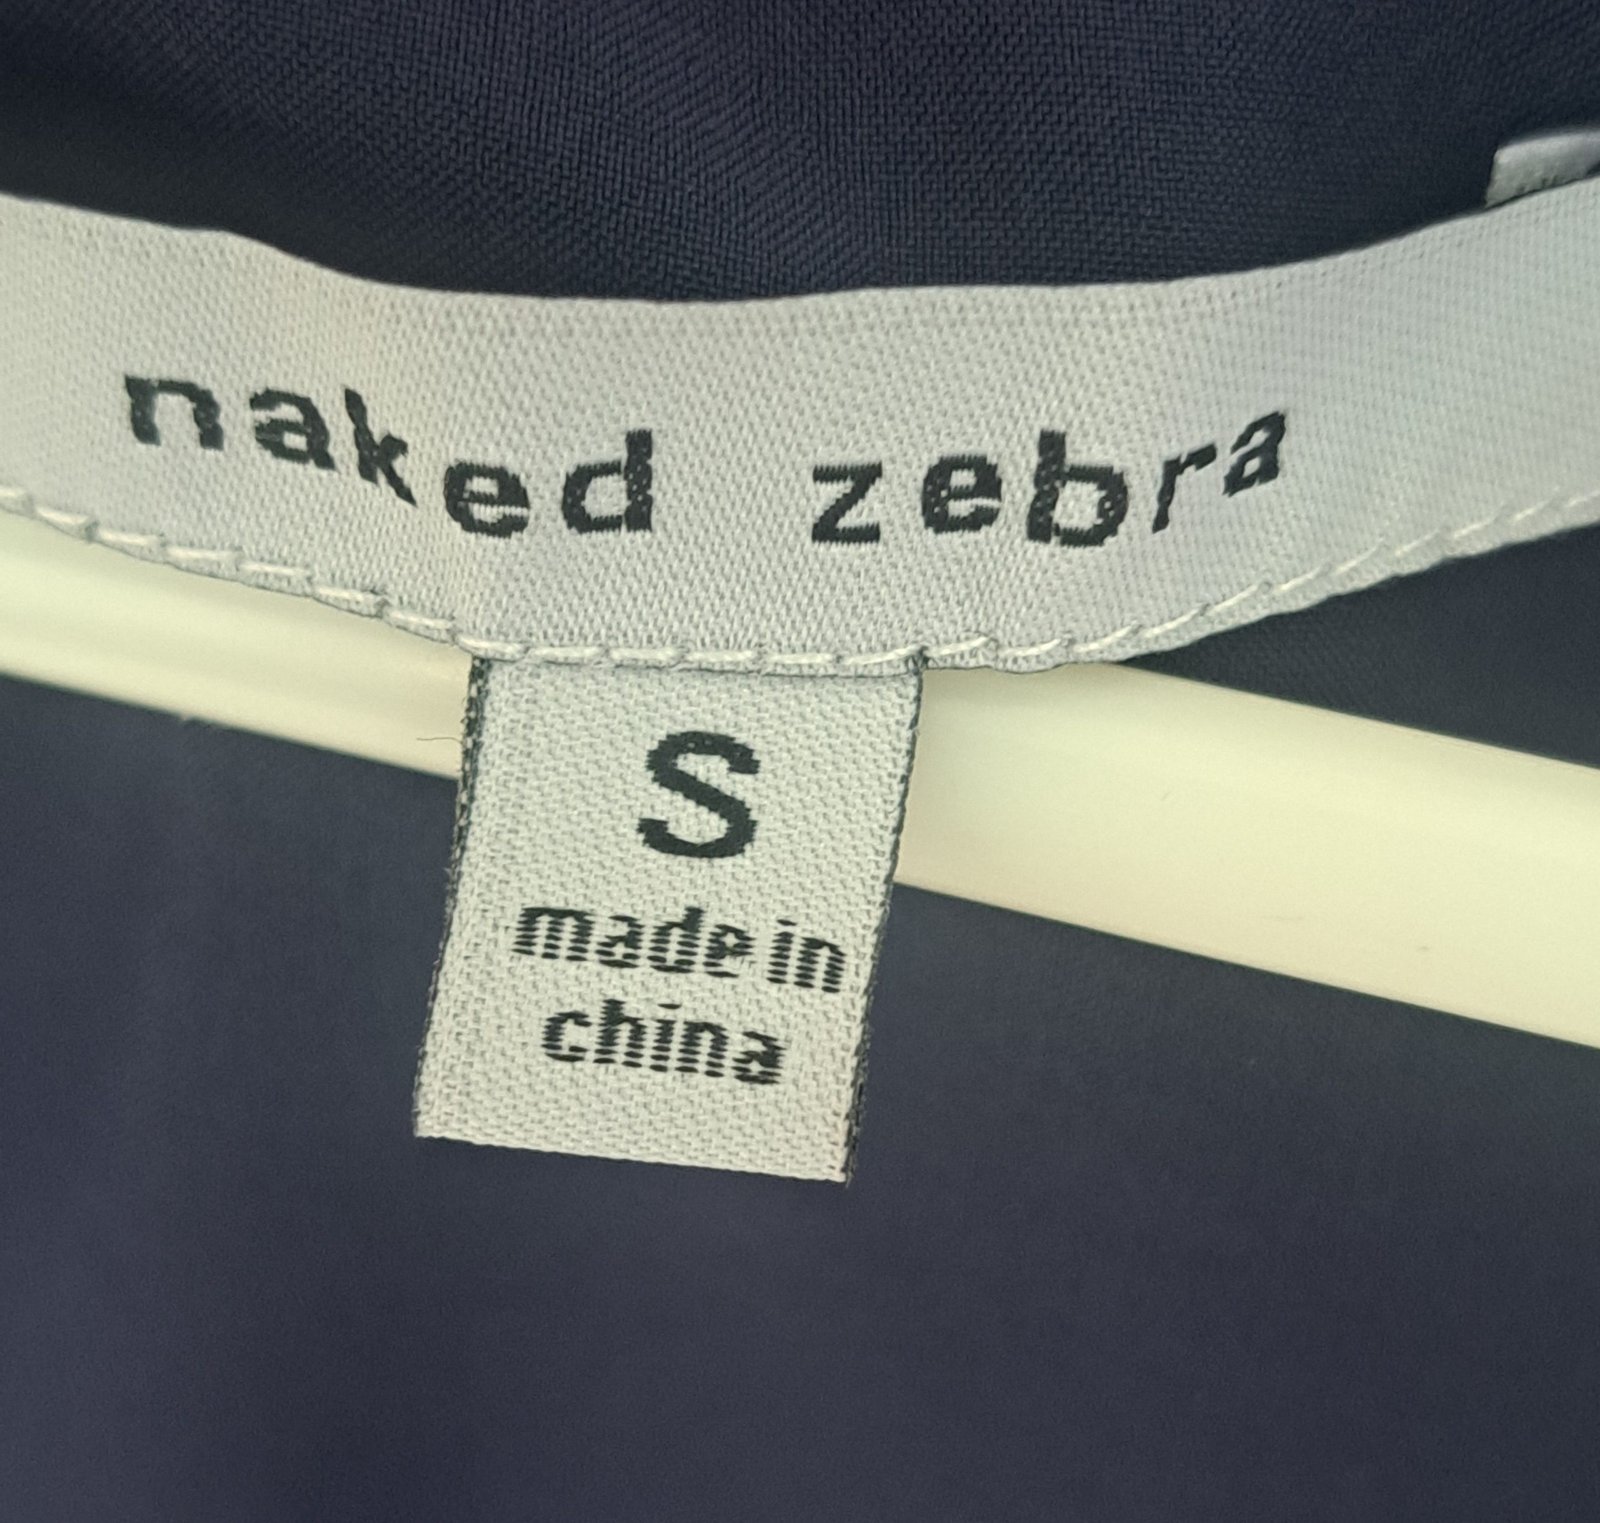 naked zebra
S
made in
china